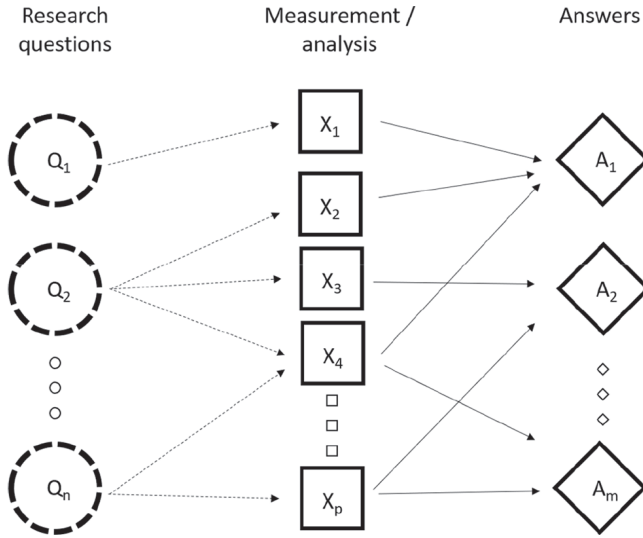 Research
questions
Measurement /
analysis
Answers
Q1
Q2
Qn
X1
X2
X3
X4
Xp
A1
A2
Am